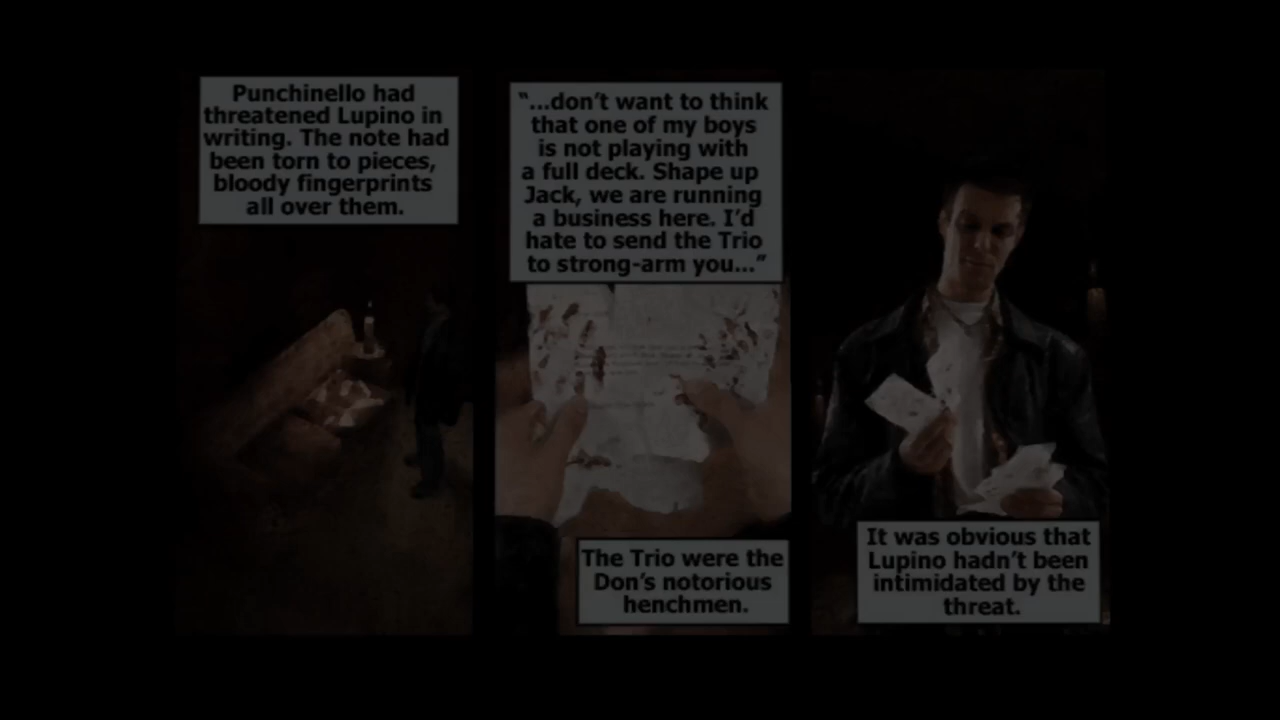 Punchinello had
threatened Lupino in
writing. The note had
been torn to pieces,
bloody fingerprints
all over them.
“...don’t want to think
that one of my boys
is not playing with
a full deck. Shape up
Jack, we are running
a business here. I’d
hate to send the Trio
to strong-arm you...”
The Trio were the
Don’s notorious
henchmen.
It was obvious that
Lupino hadn’t been
intimidated by the
threat.